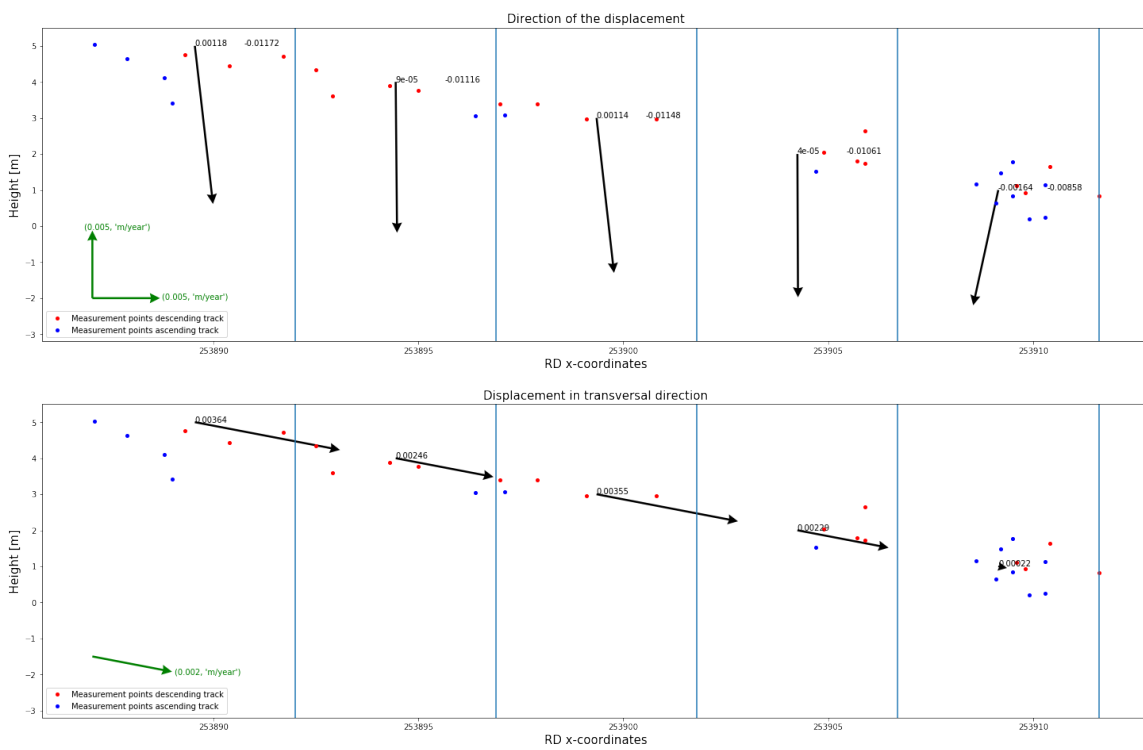 Direction of the displacement
Height [m]
5
4
3
2
1
0
−1
−2
−3
0.00118 -0.01172
9e-05 -0.01116
0.00114 -0.01148
4e-05 -0.01061
-0.00164 -0.00858
(0.005, 'm/year')
(0.005, 'm/year')
Measurement points descending track
Measurement points ascending track
253890 253895 253900 253905 253910
RD x-coordinates
Displacement in transversal direction
Height [m]
5
4
3
2
1
0
−1
−2
−3
0.00364
0.00246
0.00355
0.00229
0.00022
(0.002, 'm/year')
Measurement points descending track
Measurement points ascending track
253890 253895 253900 253905 253910
RD x-coordinates